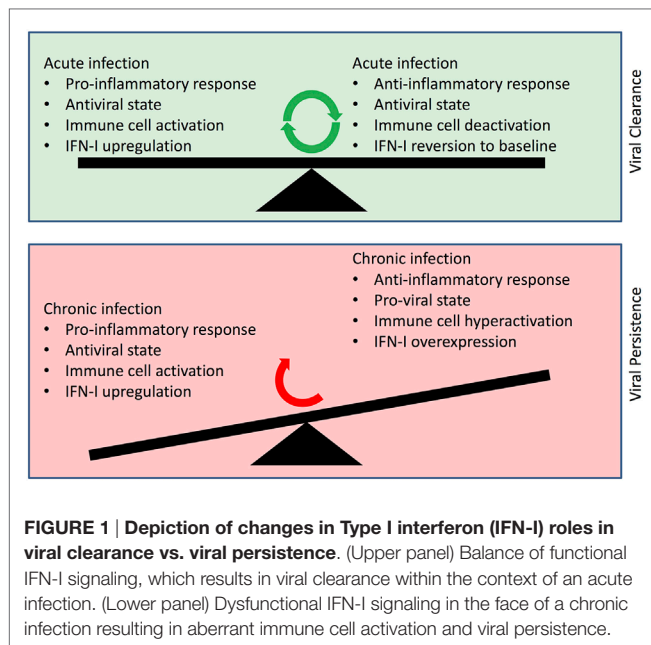 Acute infection
• Pro-inflammatory response
• Antiviral state
• Immune cell activation
• IFN-I upregulation
Acute infection
• Anti-inflammatory response
• Antiviral state
• Immune cell deactivation
• IFN-I reversion to baseline
Viral Clearance
Chronic infection
• Pro-inflammatory response
• Antiviral state
• Immune cell activation
• IFN-I upregulation
Chronic infection
• Anti-inflammatory response
• Pro-viral state
• Immune cell hyperactivation
• IFN-I overexpression
Viral Persistence
FIGURE 1 | Depiction of changes in Type I interferon (IFN-I) roles in
viral clearance vs. viral persistence. (Upper panel) Balance of functional
IFN-I signaling, which results in viral clearance within the context of an acute
infection. (Lower panel) Dysfunctional IFN-I signaling in the face of a chronic
infection resulting in aberrant immune cell activation and viral persistence.